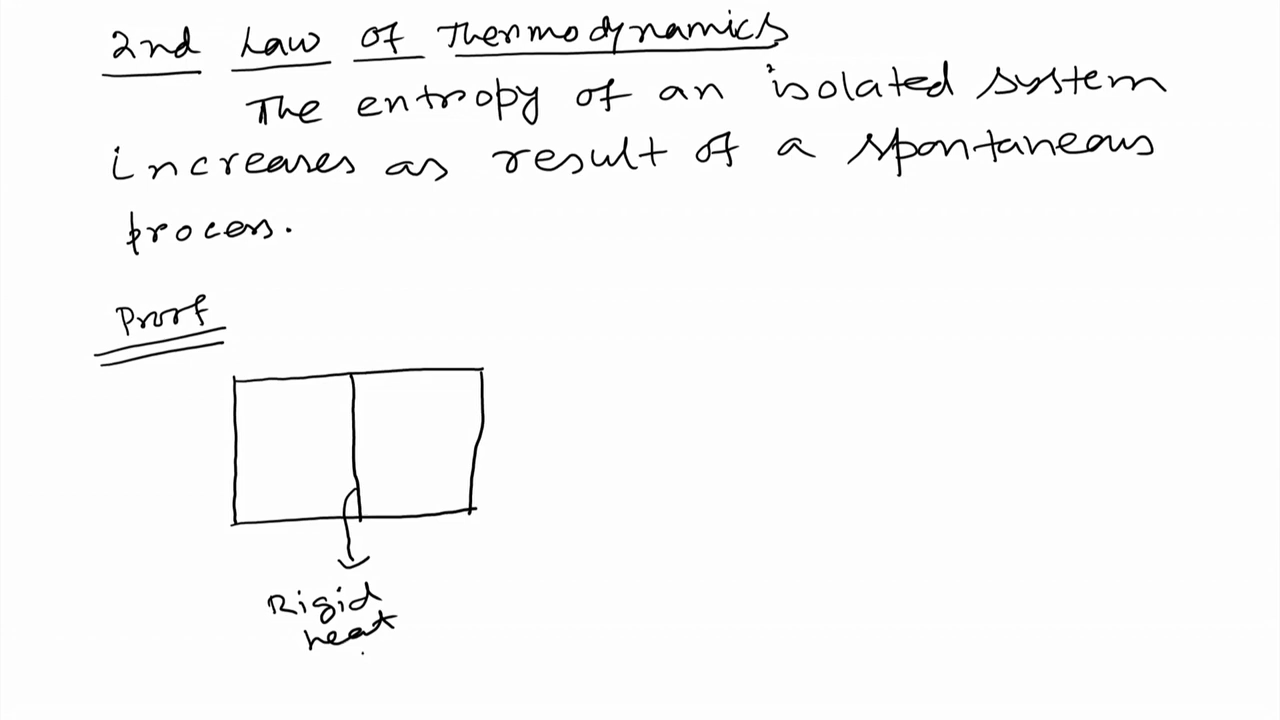 2nd Law of Thermodynamics
The entropy of an isolated system
increases as result of a spontaneous
process.
Proof
Rigid
heat